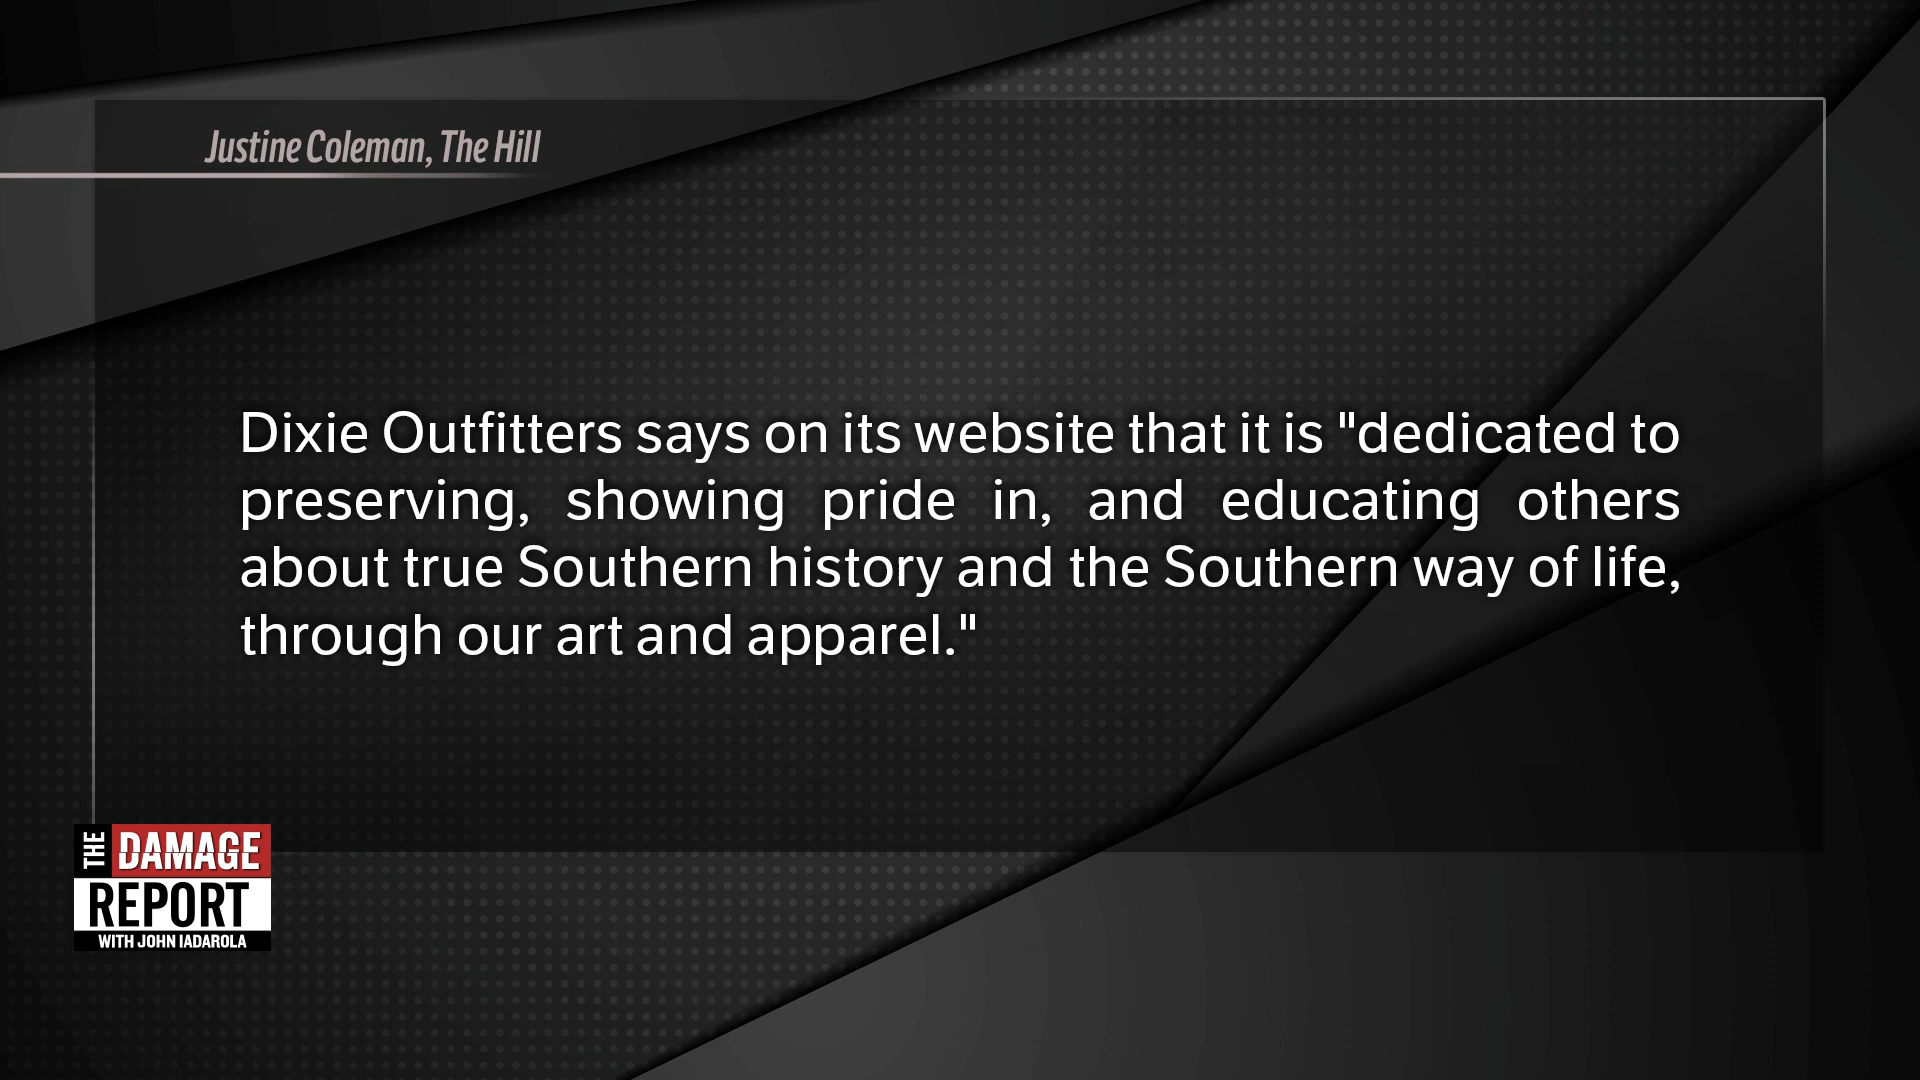 Justine Coleman, The Hill
Dixie Outfitters says on its website that it is "dedicated to
preserving, showing pride in, and educating others
about true Southern history and the Southern way of life,
through our art and apparel."
THE DAMAGE
REPORT
WITH JOHN IADAROLA